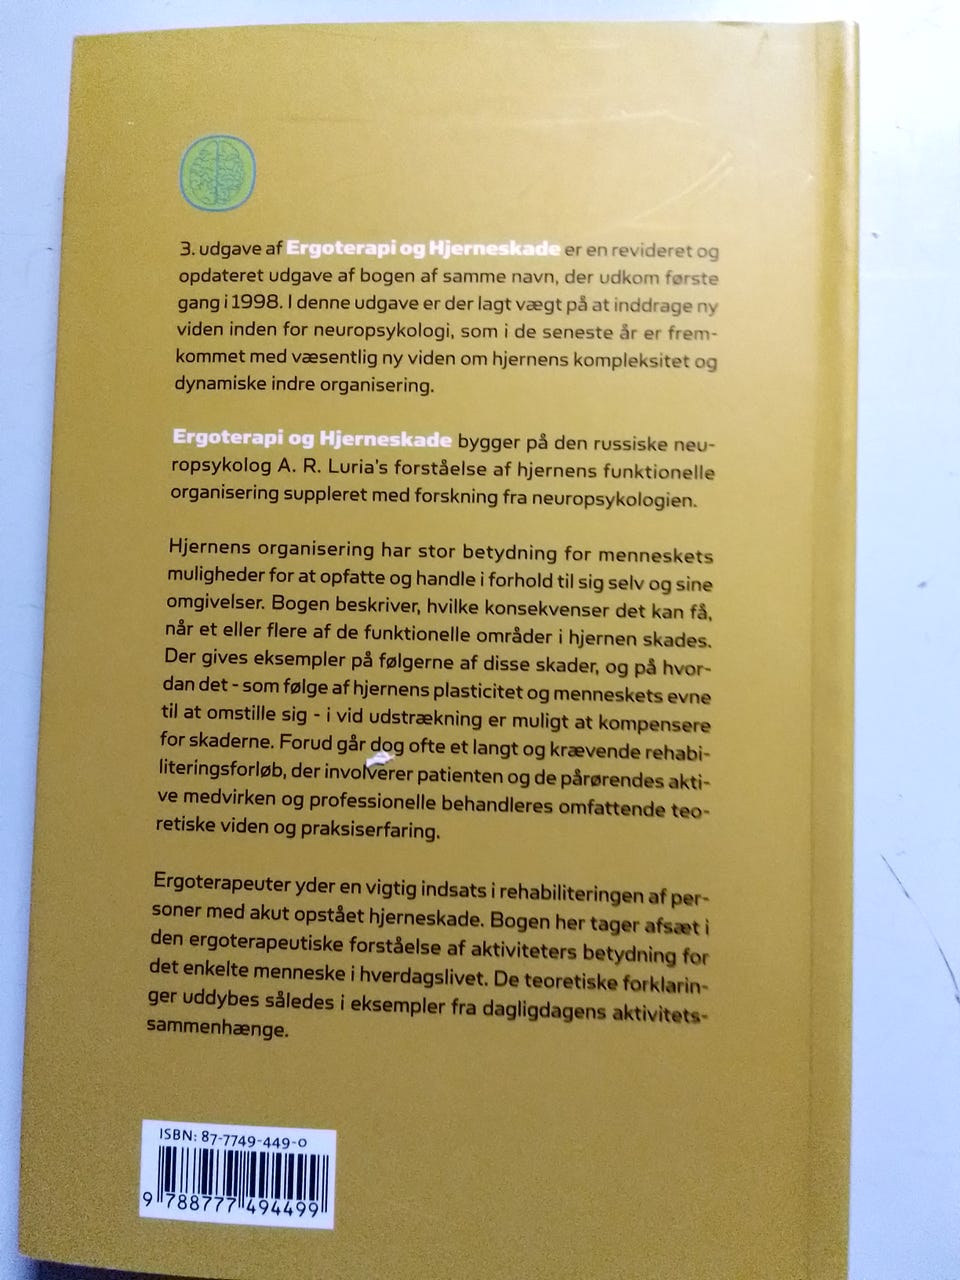 3. udgave af Ergoterapi og Hjerneskade er en revideret og
opdateret udgave af bogen af samme navn, der udkom første
gang i 1998. I denne udgave er der lagt vægt på at inddrage ny
viden inden for neuropsykologi, som i de seneste år er frem-
kommet med væsentlig ny viden om hjernens kompleksitet og
dynamiske indre organisering.
Ergoterapi og Hjerneskade bygger på den russiske neu-
ropsykolog A. R. Luria's forståelse af hjernens funktionelle
organisering suppleret med forskning fra neuropsykologien.
Hjernens organisering har stor betydning for menneskets
muligheder for at opfatte og handle i forhold til sig selv og sine
omgivelser. Bogen beskriver, hvilke konsekvenser det kan få,
når et eller flere af de funktionelle områder i hjernen skades.
Der gives eksempler på følgerne af disse skader, og på hvor-
dan det - som følge af hjernens plasticitet og menneskets evne
til at omstille sig - i vid udstrækning er muligt at kompensere
for skaderne. Forud går dog ofte et langt og krævende rehabi-
literingsforløb, der involverer patienten og de pårørendes akti-
ve medvirken og professionelle behandleres omfattende teo-
retiske viden og praksiserfaring.
Ergoterapeuter yder en vigtig indsats i rehabiliteringen af per-
soner med akut opstået hjerneskade. Bogen her tager afsæt i
den ergoterapeutiske forståelse af aktiviteters betydning for
det enkelte menneske i hverdagslivet. De teoretiske forklarin-
ger uddybes således i eksempler fra dagligdagens aktivitets-
sammenhænge.
ISBN: 87-7749-449-0
9 788777 494499